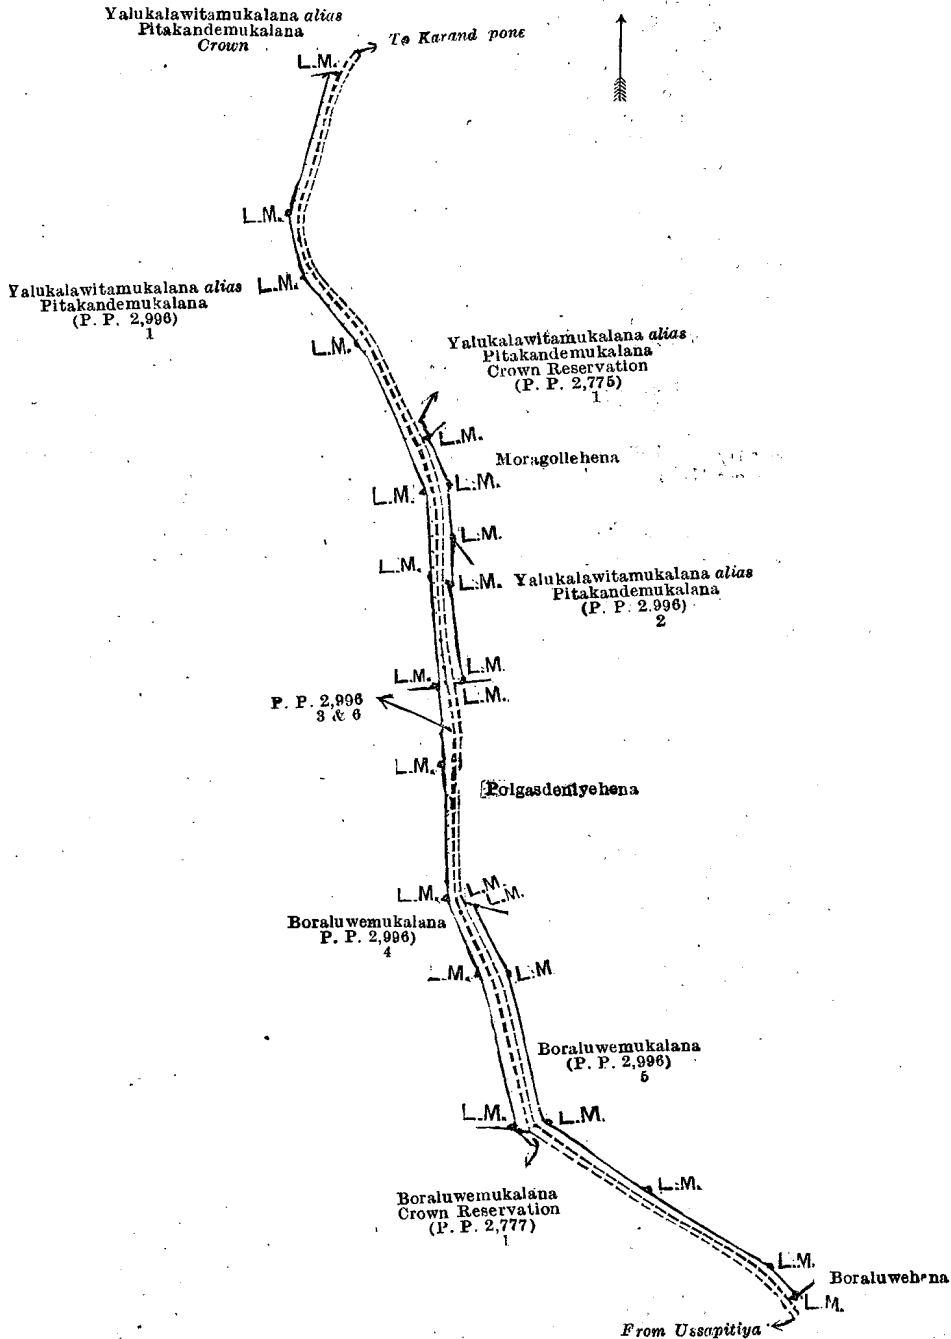 Yalukalawitamukalana alias
Pitakandemukalana
Crown
To Karand pone
L.M.
L.M.
L.M.
Yalukalawitamukalana alias
Pitakandemukalana
(P. P. 2,996)
1
L.M.
Yalukalawitamukalana alias
Pitakandemukalana
Crown Reservation
(P. P. 2,775)
1
L.M.
Moragollehena
L.M.
L.M.
L.M.
L.M.
L.M.
Yalukalawitamukalana alias
Pitakandemukalana
(P. P. 2.996)
2
L.M.
L.M.
L.M.
P. P. 2,996
3 & 6
L.M.
Polgasdeniyehena
L.M.
L.M.
L.M.
Boraluwemukalana
P. P. 2,996)
4
L.M.
L.M
Boraluwemukalana
(P. P. 2,996)
5
L.M.
L.M.
Boraluwemukalana
Crown Reservation
(P. P. 2,777)
1
L.M.
L.M.
Boraluwehena
L.M.
From Ussapitiya